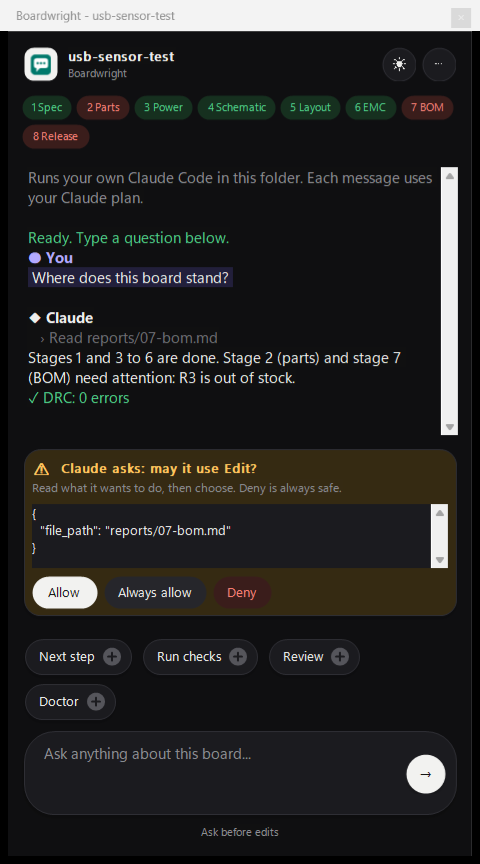 Boardwright - usb-sensor-test
usb-sensor-test
Boardwright
1 Spec 2 Parts 3 Power 4 Schematic 5 Layout 6 EMC 7 BOM
8 Release
Runs your own Claude Code in this folder. Each message uses
your Claude plan.
Ready. Type a question below.
● You
Where does this board stand?
◆ Claude
› Read reports/07-bom.md
Stages 1 and 3 to 6 are done. Stage 2 (parts) and stage 7
(BOM) need attention: R3 is out of stock.
✓ DRC: 0 errors
⚠ Claude asks: may it use Edit?
Read what it wants to do, then choose. Deny is always safe.
{
"file_path": "reports/07-bom.md"
}
Allow Always allow Deny
Next step Run checks Review
Doctor
Ask anything about this board...
Ask before edits